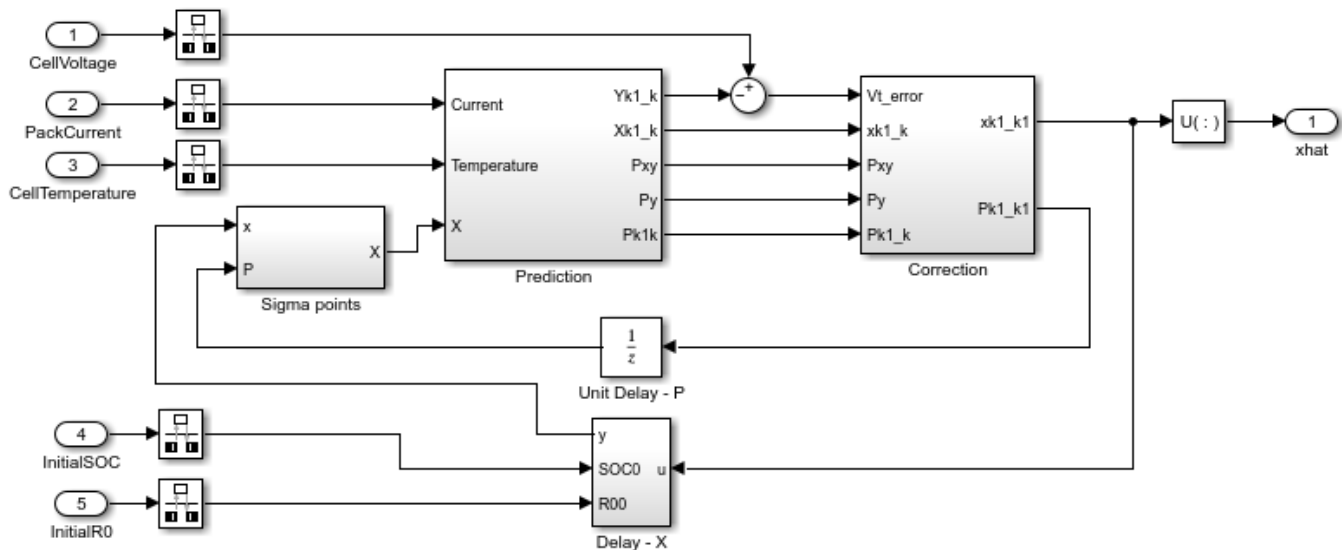 1
CellVoltage
2
PackCurrent
3
CellTemperature
Current
Temperature
X
Yk1_k
Xk1_k
Pxy
Py
Pk1k
Prediction
− +
Vt_error
xk1_k
Pxy
Py
Pk1_k
xk1_k1
Pk1_k1
Correction
U( : )
1
xhat
x
P
X
Sigma points
1
z
Unit Delay - P
4
InitialSOC
5
InitialR0
y
SOC0
R00
u
Delay - X